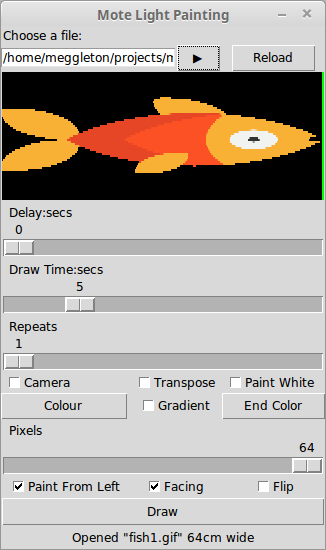 Mote Light Painting
Choose a file:
/home/meggleton/projects/m Reload
Delay:secs
0
Draw Time:secs
5
Repeats
1
Camera Transpose Paint White
Colour Gradient End Color
Pixels
64
Paint From Left Facing Flip
Draw
Opened "fish1.gif" 64cm wide